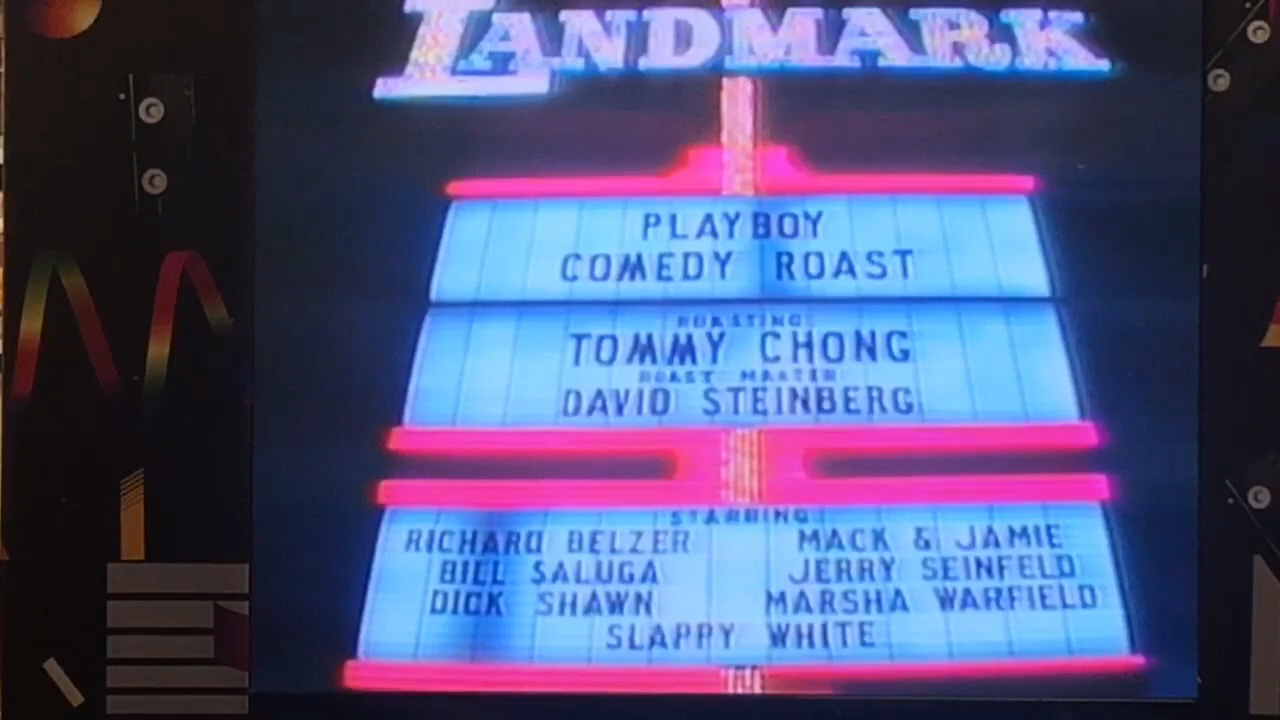 LANDMARK
PLAYBOY
COMEDY ROAST
ROASTING
TOMMY CHONG
ROAST MASTER
DAVID STEINBERG
STARRING
RICHARD BELZER MACK & JAMIE
BILL SALUGA JERRY SEINFELD
DICK SHAWN MARSHA WARFIELD
SLAPPY WHITE